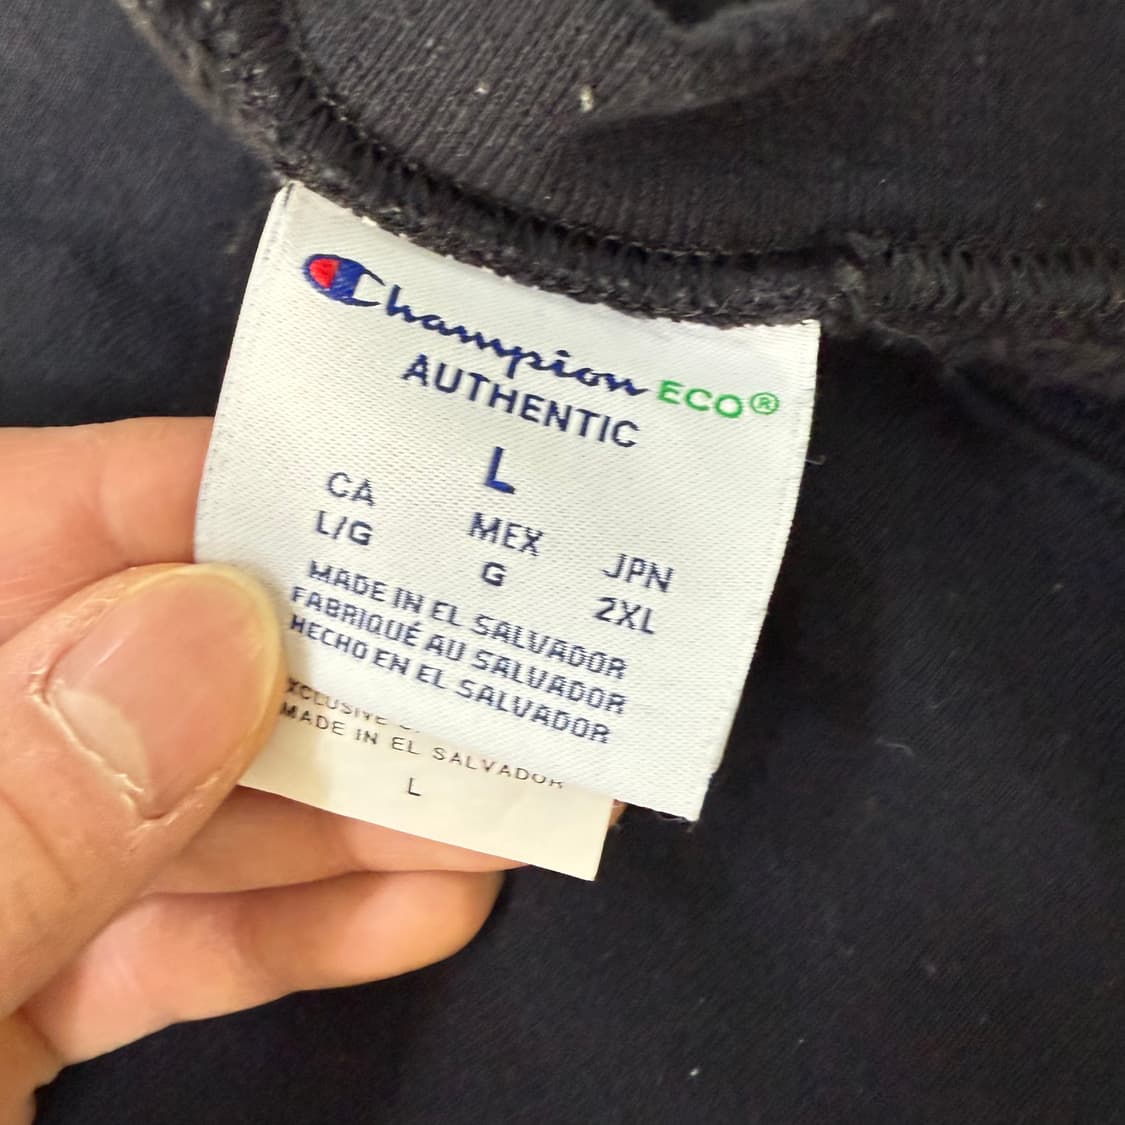 Champion ECO®
AUTHENTIC
L
CA MEX JPN
L/G G 2XL
MADE IN EL SALVADOR
FABRIQUÉ AU SALVADOR
HECHO EN EL SALVADOR
XCLUSIVE
MADE IN EL SALVADOR
L